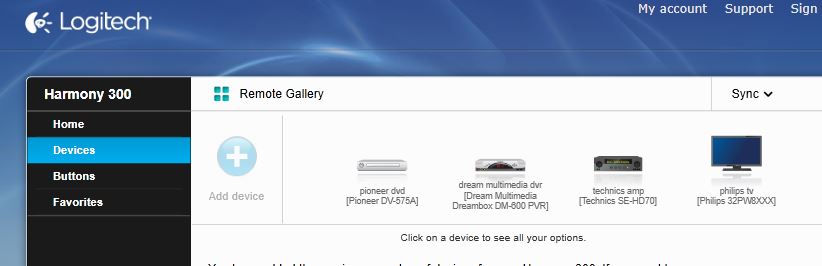 Logitech
My account Support Sign
Harmony 300
Remote Gallery
Sync
Home
Devices
Buttons
Favorites
Add device
pioneer dvd
[Pioneer DV-575A]
dream multimedia dvr
[Dream Multimedia
Dreambox DM-600 PVR]
technics amp
[Technics SE-HD70]
philips tv
[Philips 32PW8XXX]
Click on a device to see all your options.